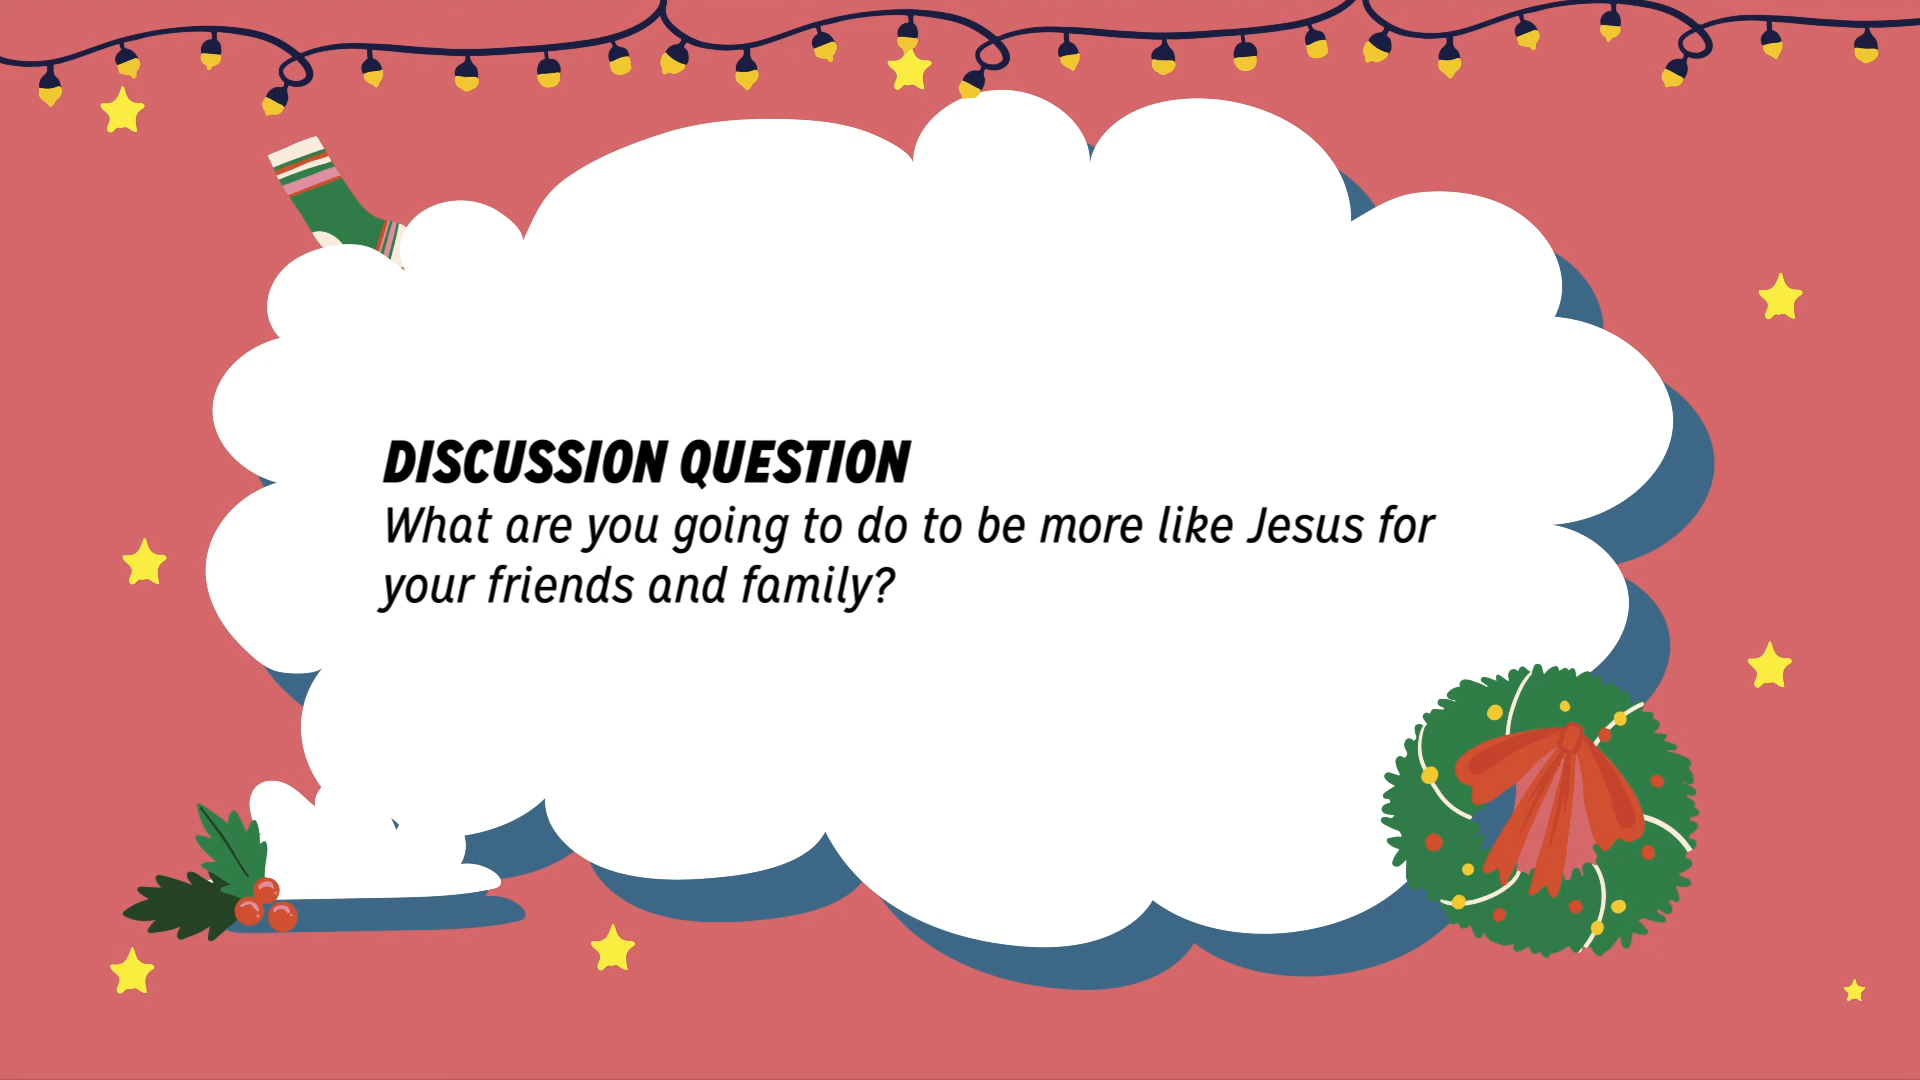 DISCUSSION QUESTION
What are you going to do to be more like Jesus for
your friends and family?